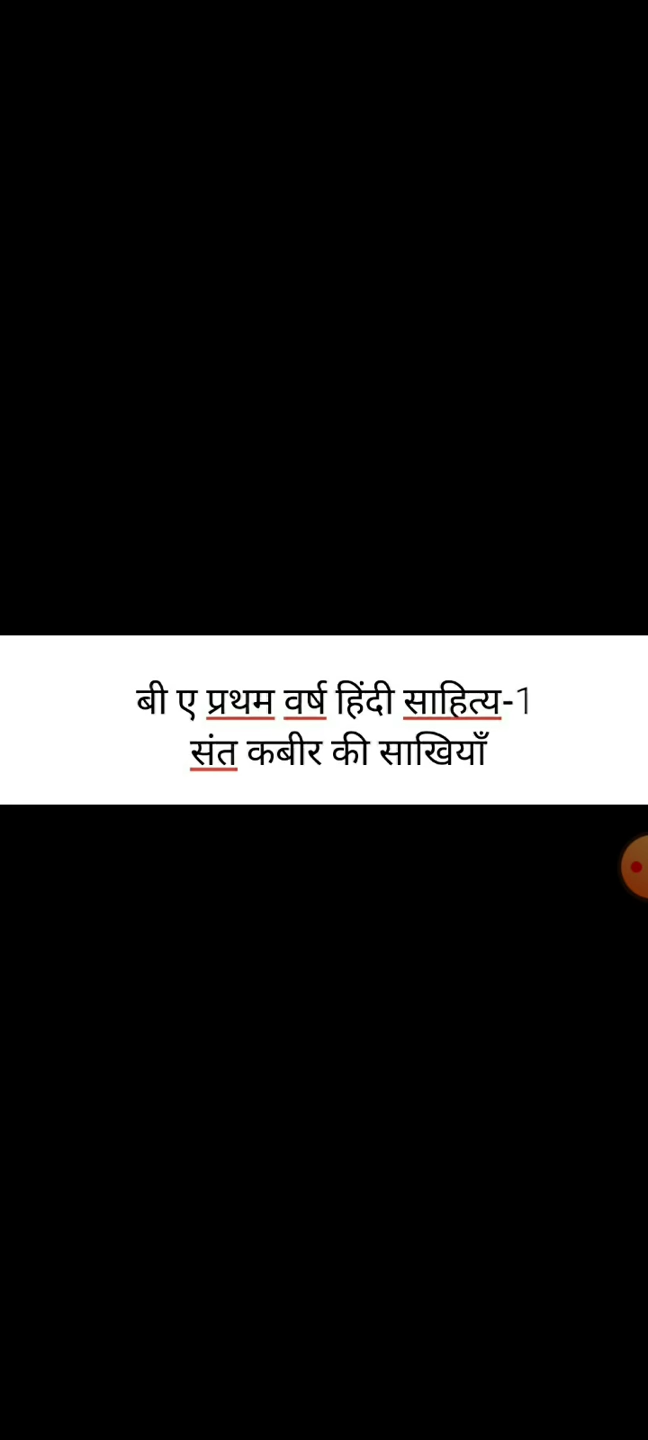 बी ए प्रथम वर्ष हिंदी साहित्य-1
संत कबीर की साखियाँ